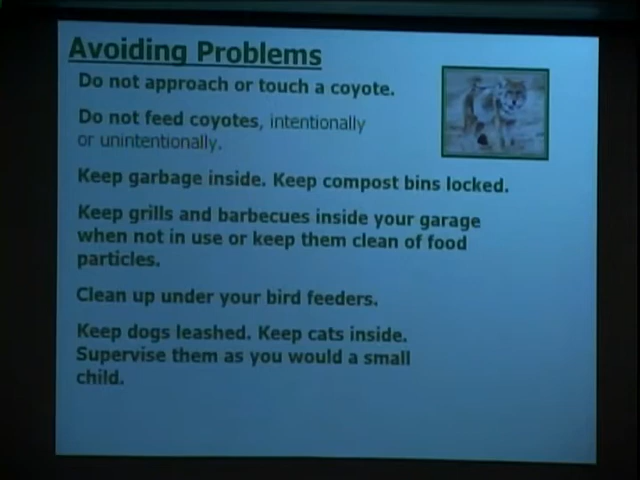 Avoiding Problems
Do not approach or touch a coyote.
Do not feed coyotes, intentionally
or unintentionally.
Keep garbage inside. Keep compost bins locked.
Keep grills and barbecues inside your garage
when not in use or keep them clean of food
particles.
Clean up under your bird feeders.
Keep dogs leashed. Keep cats inside.
Supervise them as you would a small
child.